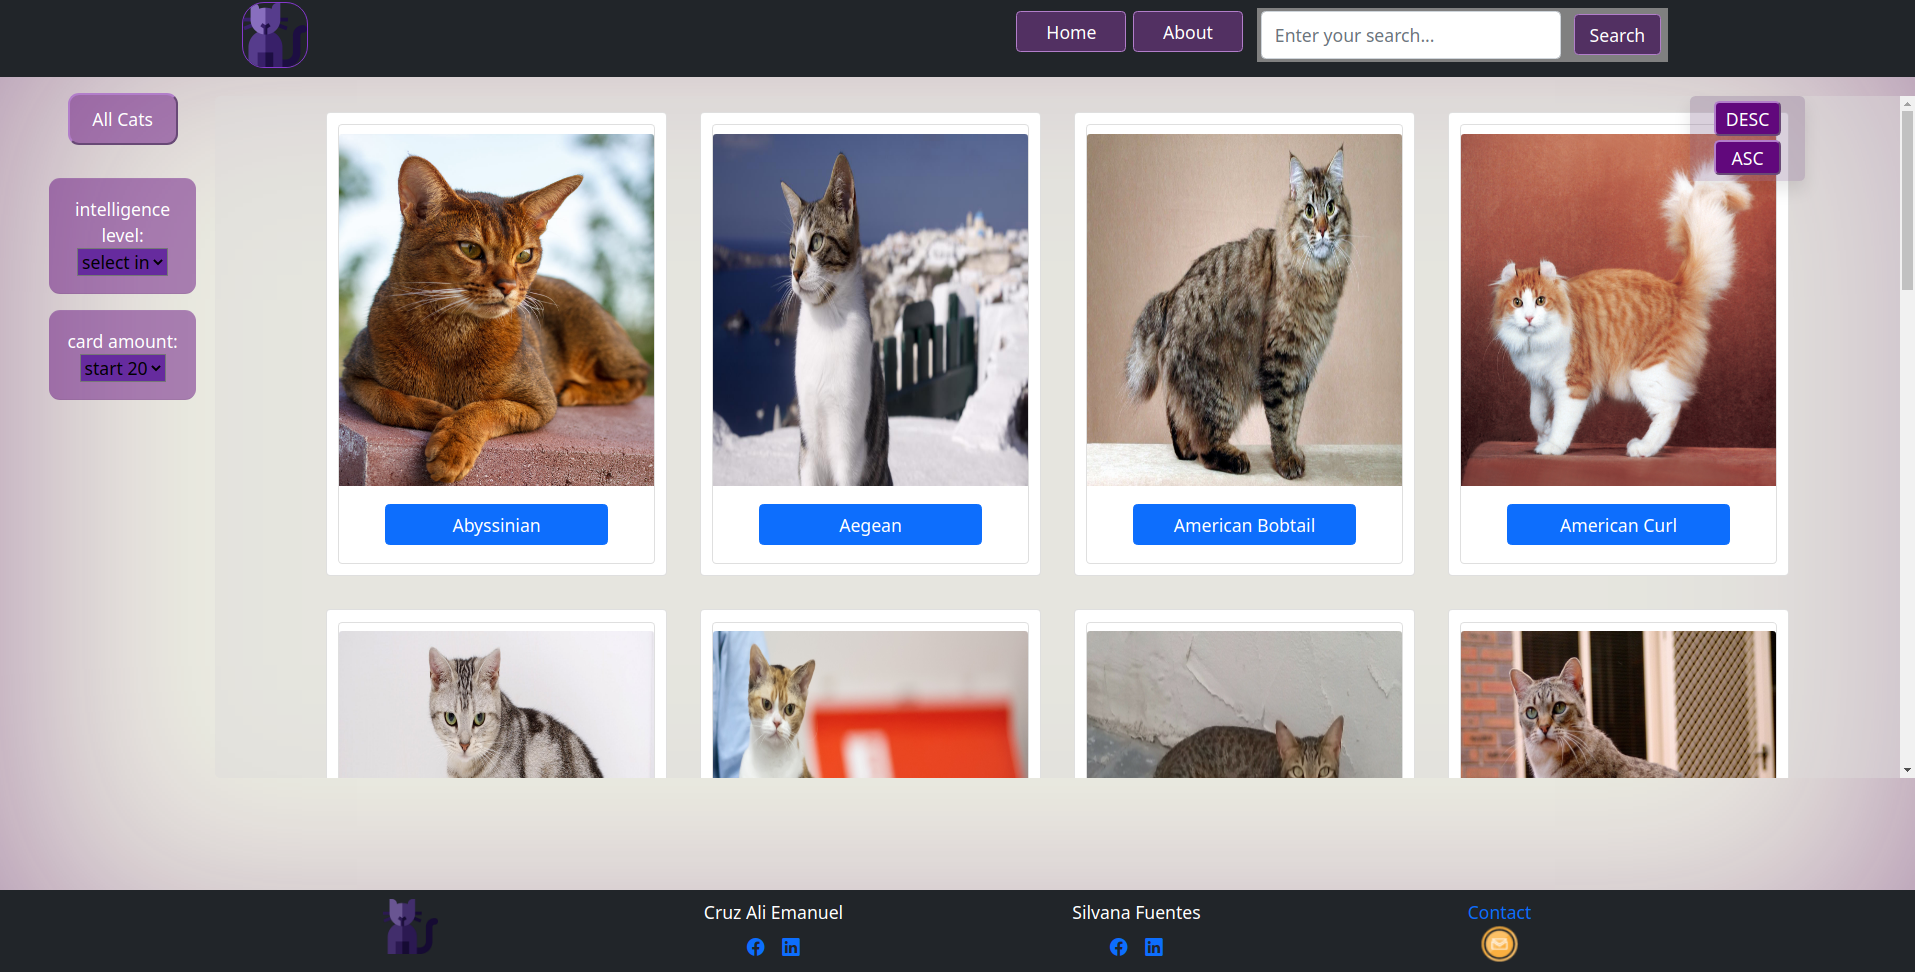 Home
About
Enter your search...
Search
All Cats
DESC
ASC
intelligence
level:
select in
card amount:
start 20
Abyssinian
Aegean
American Bobtail
American Curl
Cruz Ali Emanuel
Silvana Fuentes
Contact